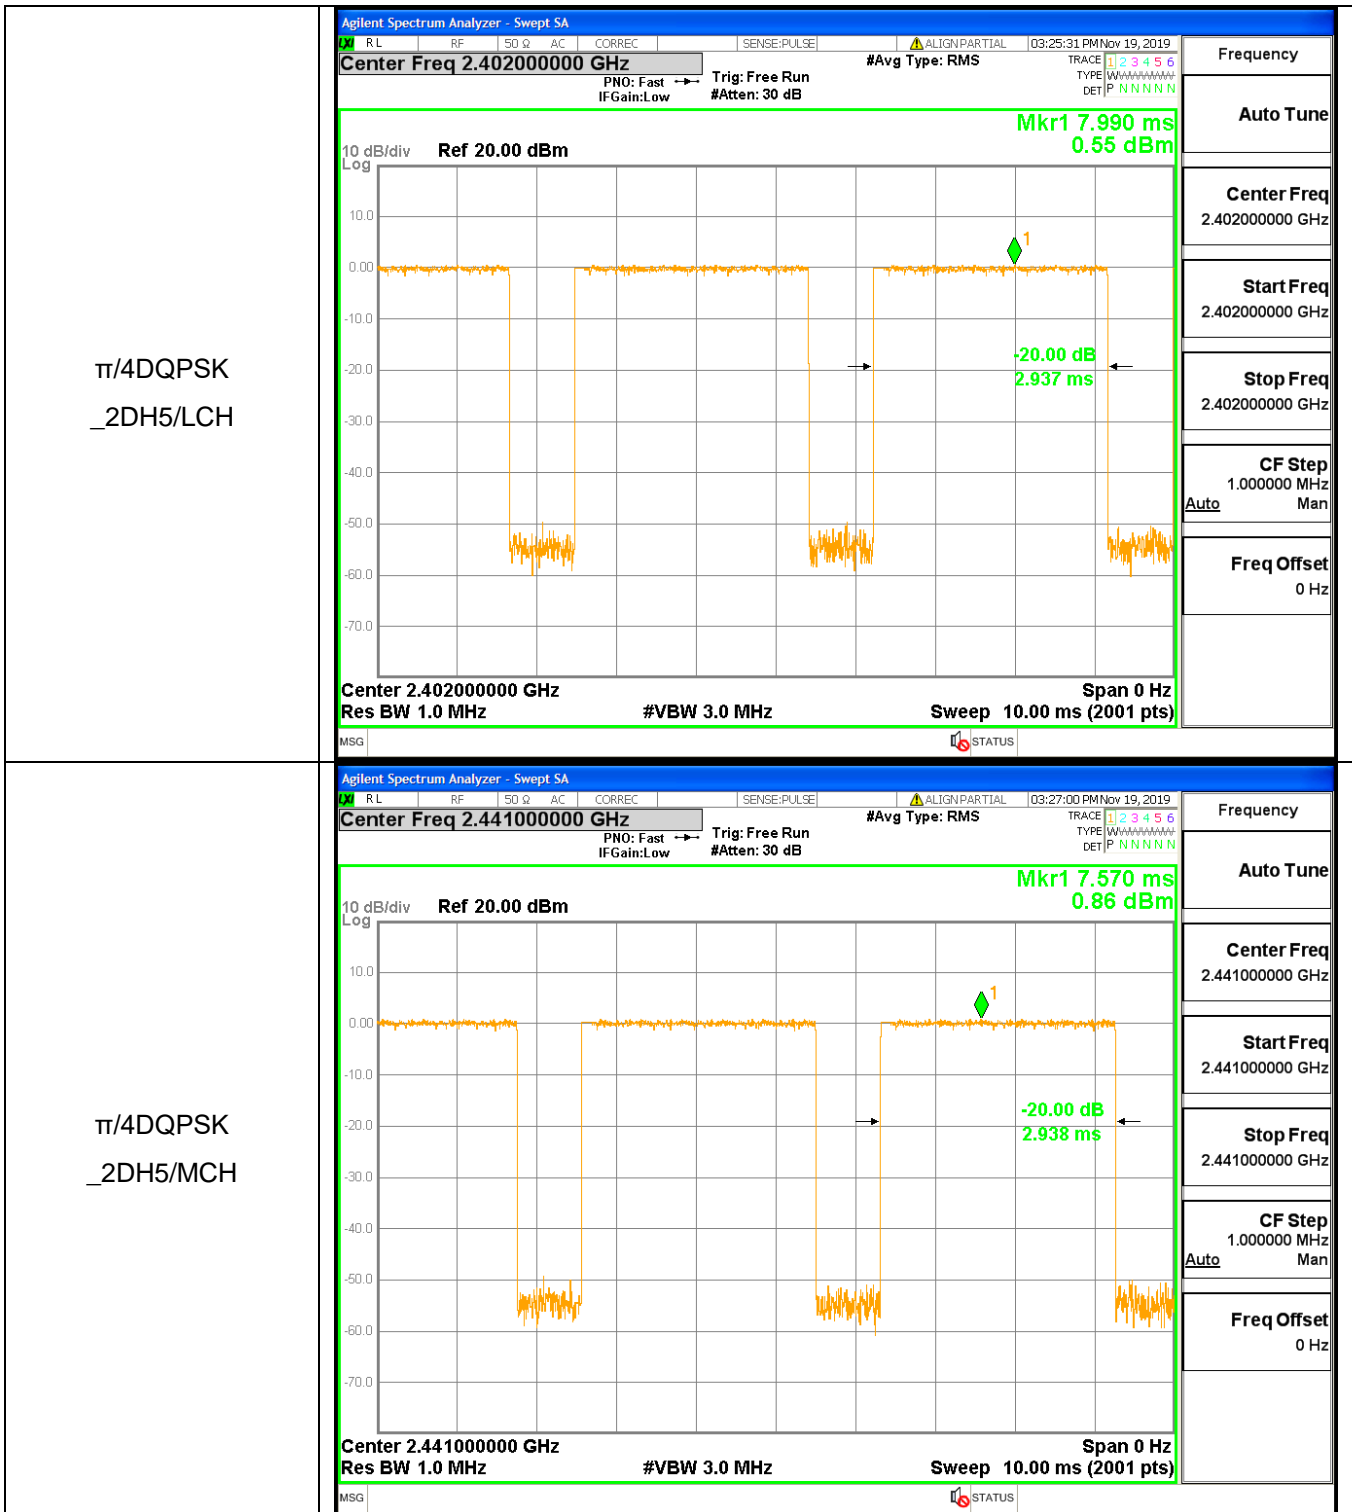 π/4DQPSK
_2DH5/LCH
Agilent Spectrum Analyzer - Swept SA
LXI RL RF 50 Ω AC CORREC SENSE:PULSE ALIGNPARTIAL 03:25:31 PMNov 19, 2019
Center Freq 2.402000000 GHz
PNO: Fast
IFGain:Low
Trig: Free Run
#Atten: 30 dB
#Avg Type: RMS
TRACE 1 2 3 4 5 6
TYPE WWWWWW
DET P N N N N N
Mkr1 7.990 ms
0.55 dBm
10 dB/div Ref 20.00 dBm
Log
10.0
0.00
-10.0
-20.0
-30.0
-40.0
-50.0
-60.0
-70.0
1
-20.00 dB
2.937 ms
Center 2.402000000 GHz Span 0 Hz
Res BW 1.0 MHz #VBW 3.0 MHz Sweep 10.00 ms (2001 pts)
MSG STATUS
Frequency
Auto Tune
Center Freq
2.402000000 GHz
Start Freq
2.402000000 GHz
Stop Freq
2.402000000 GHz
CF Step
1.000000 MHz
Auto Man
Freq Offset
0 Hz
π/4DQPSK
_2DH5/MCH
Agilent Spectrum Analyzer - Swept SA
LXI RL RF 50 Ω AC CORREC SENSE:PULSE ALIGNPARTIAL 03:27:00 PMNov 19, 2019
Center Freq 2.441000000 GHz
PNO: Fast
IFGain:Low
Trig: Free Run
#Atten: 30 dB
#Avg Type: RMS
TRACE 1 2 3 4 5 6
TYPE WWWWWW
DET P N N N N N
Mkr1 7.570 ms
0.86 dBm
10 dB/div Ref 20.00 dBm
Log
10.0
0.00
-10.0
-20.0
-30.0
-40.0
-50.0
-60.0
-70.0
1
-20.00 dB
2.938 ms
Center 2.441000000 GHz Span 0 Hz
Res BW 1.0 MHz #VBW 3.0 MHz Sweep 10.00 ms (2001 pts)
MSG STATUS
Frequency
Auto Tune
Center Freq
2.441000000 GHz
Start Freq
2.441000000 GHz
Stop Freq
2.441000000 GHz
CF Step
1.000000 MHz
Auto Man
Freq Offset
0 Hz